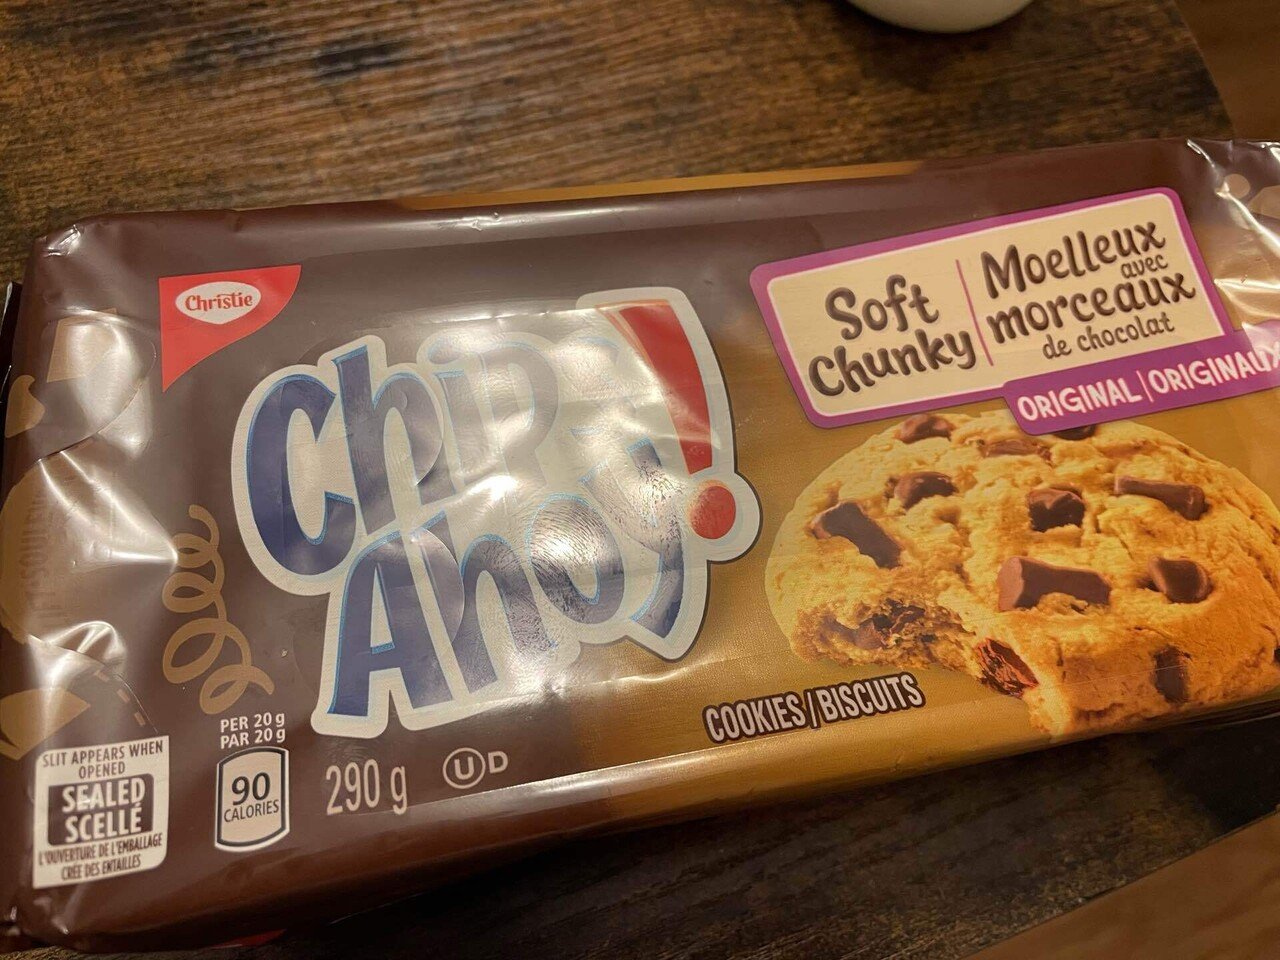 Christie
Chips
Ahoy!
Soft
Chunky
Moelleux
avec
morceaux
de chocolat
ORIGINAL | ORIGINAUX
COOKIES / BISCUITS
PER 20 g
PAR 20 g
90
CALORIES
290 g
U D
SLIT APPEARS WHEN
OPENED
SEALED
SCELLÉ
L'OUVERTURE DE L'EMBALLAGE
CRÉE DES ENTAILLES